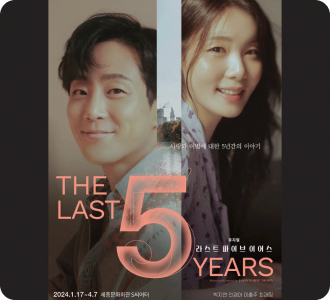 사랑과 이별에 대한 5년간의 이야기
THE
LAST
5
뮤지컬
라스트 파이브 이어스
YEARS
2024.1.17-4.7 세종문화회관 S씨어터